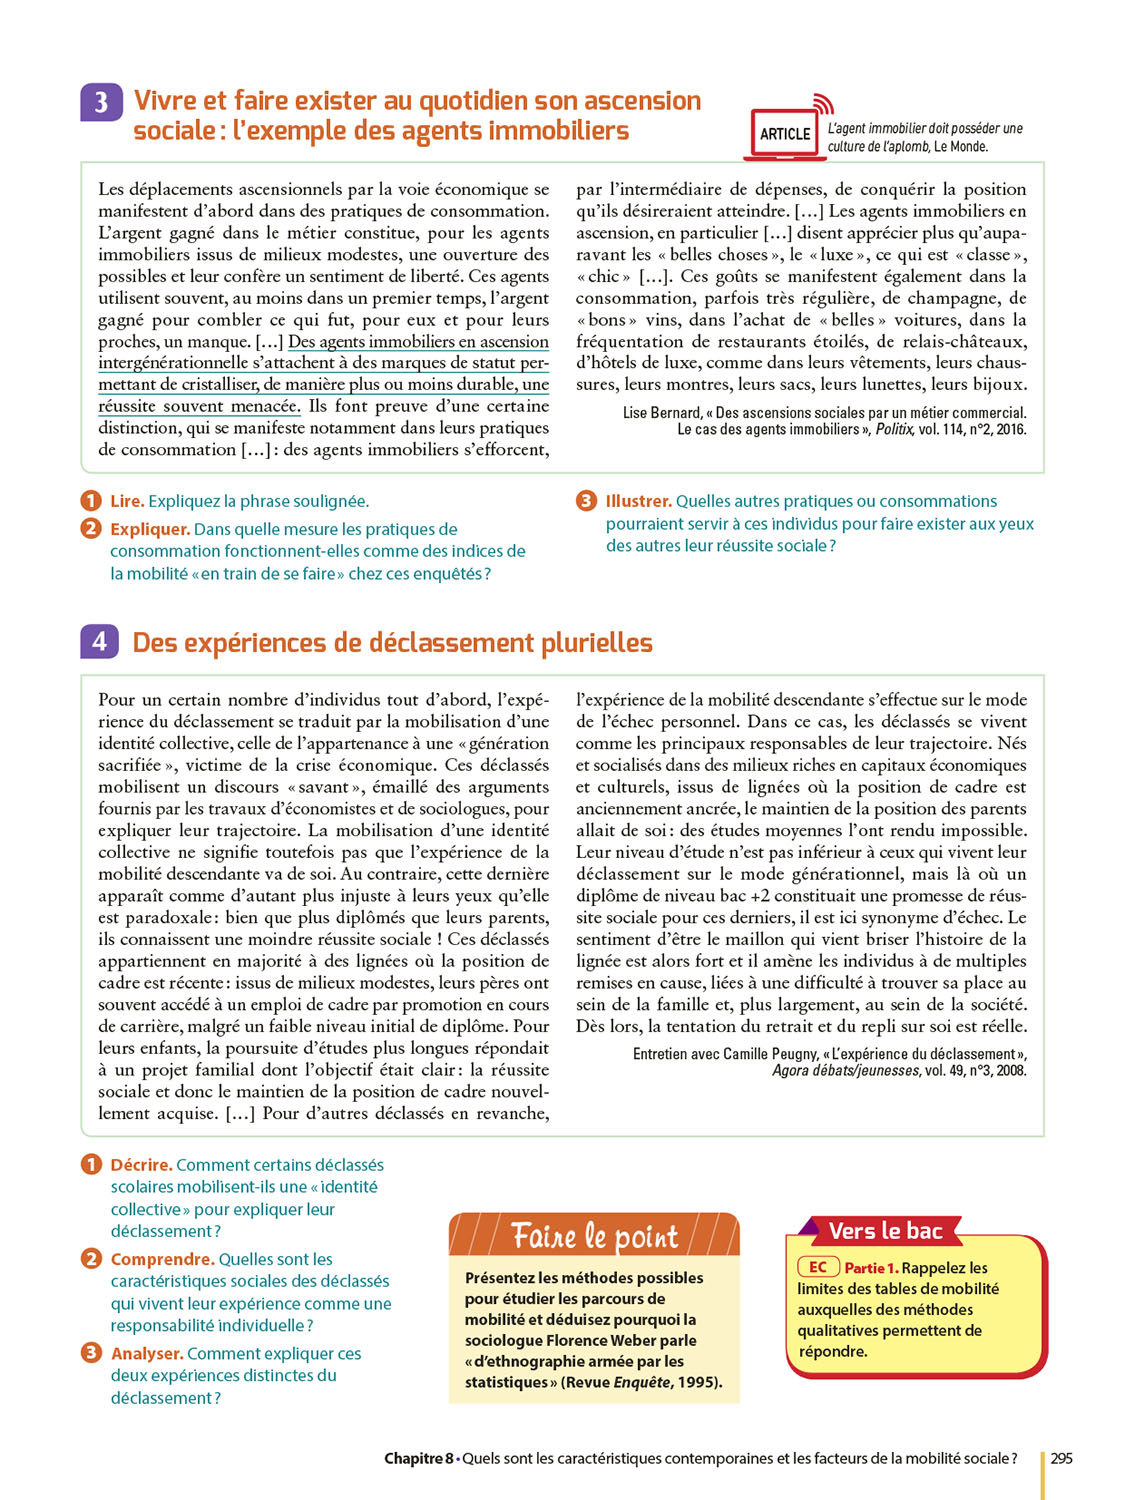 3 Vivre et faire exister au quotidien son ascension
sociale : l'exemple des agents immobiliers
ARTICLE
L'agent immobilier doit posséder une
culture de l'aplomb, Le Monde.
Les déplacements ascensionnels par la voie économique se
manifestent d'abord dans des pratiques de consommation.
L'argent gagné dans le métier constitue, pour les agents
immobiliers issus de milieux modestes, une ouverture des
possibles et leur confère un sentiment de liberté. Ces agents
utilisent souvent, au moins dans un premier temps, l'argent
gagné pour combler ce qui fut, pour eux et pour leurs
proches, un manque. […] Des agents immobiliers en ascension
intergénérationnelle s'attachent à des marques de statut per-
mettant de cristalliser, de manière plus ou moins durable, une
réussite souvent menacée. Ils font preuve d'une certaine
distinction, qui se manifeste notamment dans leurs pratiques
de consommation […] : des agents immobiliers s'efforcent,
par l'intermédiaire de dépenses, de conquérir la position
qu'ils désireraient atteindre. […] Les agents immobiliers en
ascension, en particulier […] disent apprécier plus qu'aupa-
ravant les « belles choses », le « luxe », ce qui est « classe »,
« chic » […]. Ces goûts se manifestent également dans la
consommation, parfois très régulière, de champagne, de
« bons » vins, dans l'achat de « belles » voitures, dans la
fréquentation de restaurants étoilés, de relais-châteaux,
d'hôtels de luxe, comme dans leurs vêtements, leurs chaus-
sures, leurs montres, leurs sacs, leurs lunettes, leurs bijoux.
Lise Bernard, « Des ascensions sociales par un métier commercial.
Le cas des agents immobiliers », Politix, vol. 114, n°2, 2016.
1 Lire. Expliquez la phrase soulignée.
2 Expliquer. Dans quelle mesure les pratiques de
consommation fonctionnent-elles comme des indices de
la mobilité « en train de se faire » chez ces enquêtés ?
3 Illustrer. Quelles autres pratiques ou consommations
pourraient servir à ces individus pour faire exister aux yeux
des autres leur réussite sociale ?
4 Des expériences de déclassement plurielles
Pour un certain nombre d'individus tout d'abord, l'expé-
rience du déclassement se traduit par la mobilisation d'une
identité collective, celle de l'appartenance à une « génération
sacrifiée », victime de la crise économique. Ces déclassés
mobilisent un discours « savant », émaillé des arguments
fournis par les travaux d'économistes et de sociologues, pour
expliquer leur trajectoire. La mobilisation d'une identité
collective ne signifie toutefois pas que l'expérience de la
mobilité descendante va de soi. Au contraire, cette dernière
apparaît comme d'autant plus injuste à leurs yeux qu'elle
est paradoxale : bien que plus diplômés que leurs parents,
ils connaissent une moindre réussite sociale ! Ces déclassés
appartiennent en majorité à des lignées où la position de
cadre est récente : issus de milieux modestes, leurs pères ont
souvent accédé à un emploi de cadre par promotion en cours
de carrière, malgré un faible niveau initial de diplôme. Pour
leurs enfants, la poursuite d'études plus longues répondait
à un projet familial dont l'objectif était clair : la réussite
sociale et donc le maintien de la position de cadre nouvel-
lement acquise. […] Pour d'autres déclassés en revanche,
l'expérience de la mobilité descendante s'effectue sur le mode
de l'échec personnel. Dans ce cas, les déclassés se vivent
comme les principaux responsables de leur trajectoire. Nés
et socialisés dans des milieux riches en capitaux économiques
et culturels, issus de lignées où la position de cadre est
anciennement ancrée, le maintien de la position des parents
allait de soi : des études moyennes l'ont rendu impossible.
Leur niveau d'étude n'est pas inférieur à ceux qui vivent leur
déclassement sur le mode générationnel, mais là où un
diplôme de niveau bac +2 constituait une promesse de réus-
site sociale pour ces derniers, il est ici synonyme d'échec. Le
sentiment d'être le maillon qui vient briser l'histoire de la
lignée est alors fort et il amène les individus à de multiples
remises en cause, liées à une difficulté à trouver sa place au
sein de la famille et, plus largement, au sein de la société.
Dès lors, la tentation du retrait et du repli sur soi est réelle.
Entretien avec Camille Peugny, « L'expérience du déclassement »,
Agora débats/jeunesses, vol. 49, n°3, 2008.
1 Décrire. Comment certains déclassés
scolaires mobilisent-ils une « identité
collective » pour expliquer leur
déclassement ?
2 Comprendre. Quelles sont les
caractéristiques sociales des déclassés
qui vivent leur expérience comme une
responsabilité individuelle ?
3 Analyser. Comment expliquer ces
deux expériences distinctes du
déclassement ?
Faire le point
Présentez les méthodes possibles
pour étudier les parcours de
mobilité et déduisez pourquoi la
sociologue Florence Weber parle
« d'ethnographie armée par les
statistiques » (Revue Enquête, 1995).
Vers le bac
EC Partie 1. Rappelez les
limites des tables de mobilité
auxquelles des méthodes
qualitatives permettent de
répondre.
Chapitre 8 • Quels sont les caractéristiques contemporaines et les facteurs de la mobilité sociale ? 295